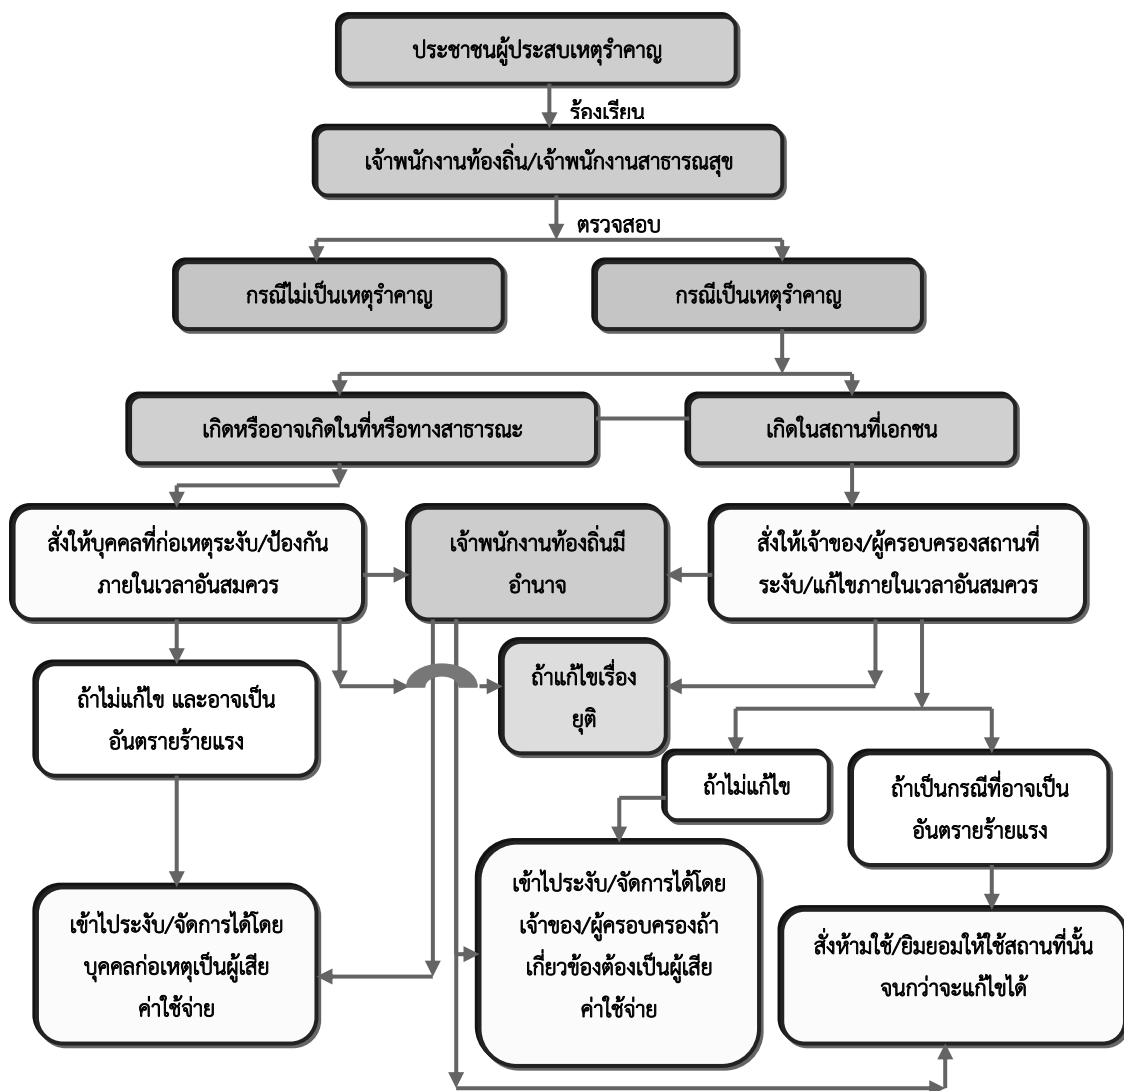 ประชาชนผู้ประสบเหตุรำคาญ
ร้องเรียน
เจ้าพนักงานท้องถิ่น/เจ้าพนักงานสาธารณสุข
ตรวจสอบ
กรณีไม่เป็นเหตุรำคาญ
กรณีเป็นเหตุรำคาญ
เกิดหรืออาจเกิดในที่หรือทางสาธารณะ
เกิดในสถานที่เอกชน
สั่งให้บุคคลที่ก่อเหตุระงับ/ป้องกัน
ภายในเวลาอันสมควร
เจ้าพนักงานท้องถิ่นมี
อำนาจ
สั่งให้เจ้าของ/ผู้ครอบครองสถานที่
ระงับ/แก้ไขภายในเวลาอันสมควร
ถ้าไม่แก้ไข และอาจเป็น
อันตรายร้ายแรง
ถ้าแก้ไขเรื่อง
ยุติ
ถ้าไม่แก้ไข
ถ้าเป็นกรณีที่อาจเป็น
อันตรายร้ายแรง
เข้าไประงับ/จัดการได้โดย
บุคคลก่อเหตุเป็นผู้เสีย
ค่าใช้จ่าย
เข้าไประงับ/จัดการได้โดย
เจ้าของ/ผู้ครอบครองถ้า
เกี่ยวข้องต้องเป็นผู้เสีย
ค่าใช้จ่าย
สั่งห้ามใช้/ยิมยอมให้ใช้สถานที่นั้น
จนกว่าจะแก้ไขได้